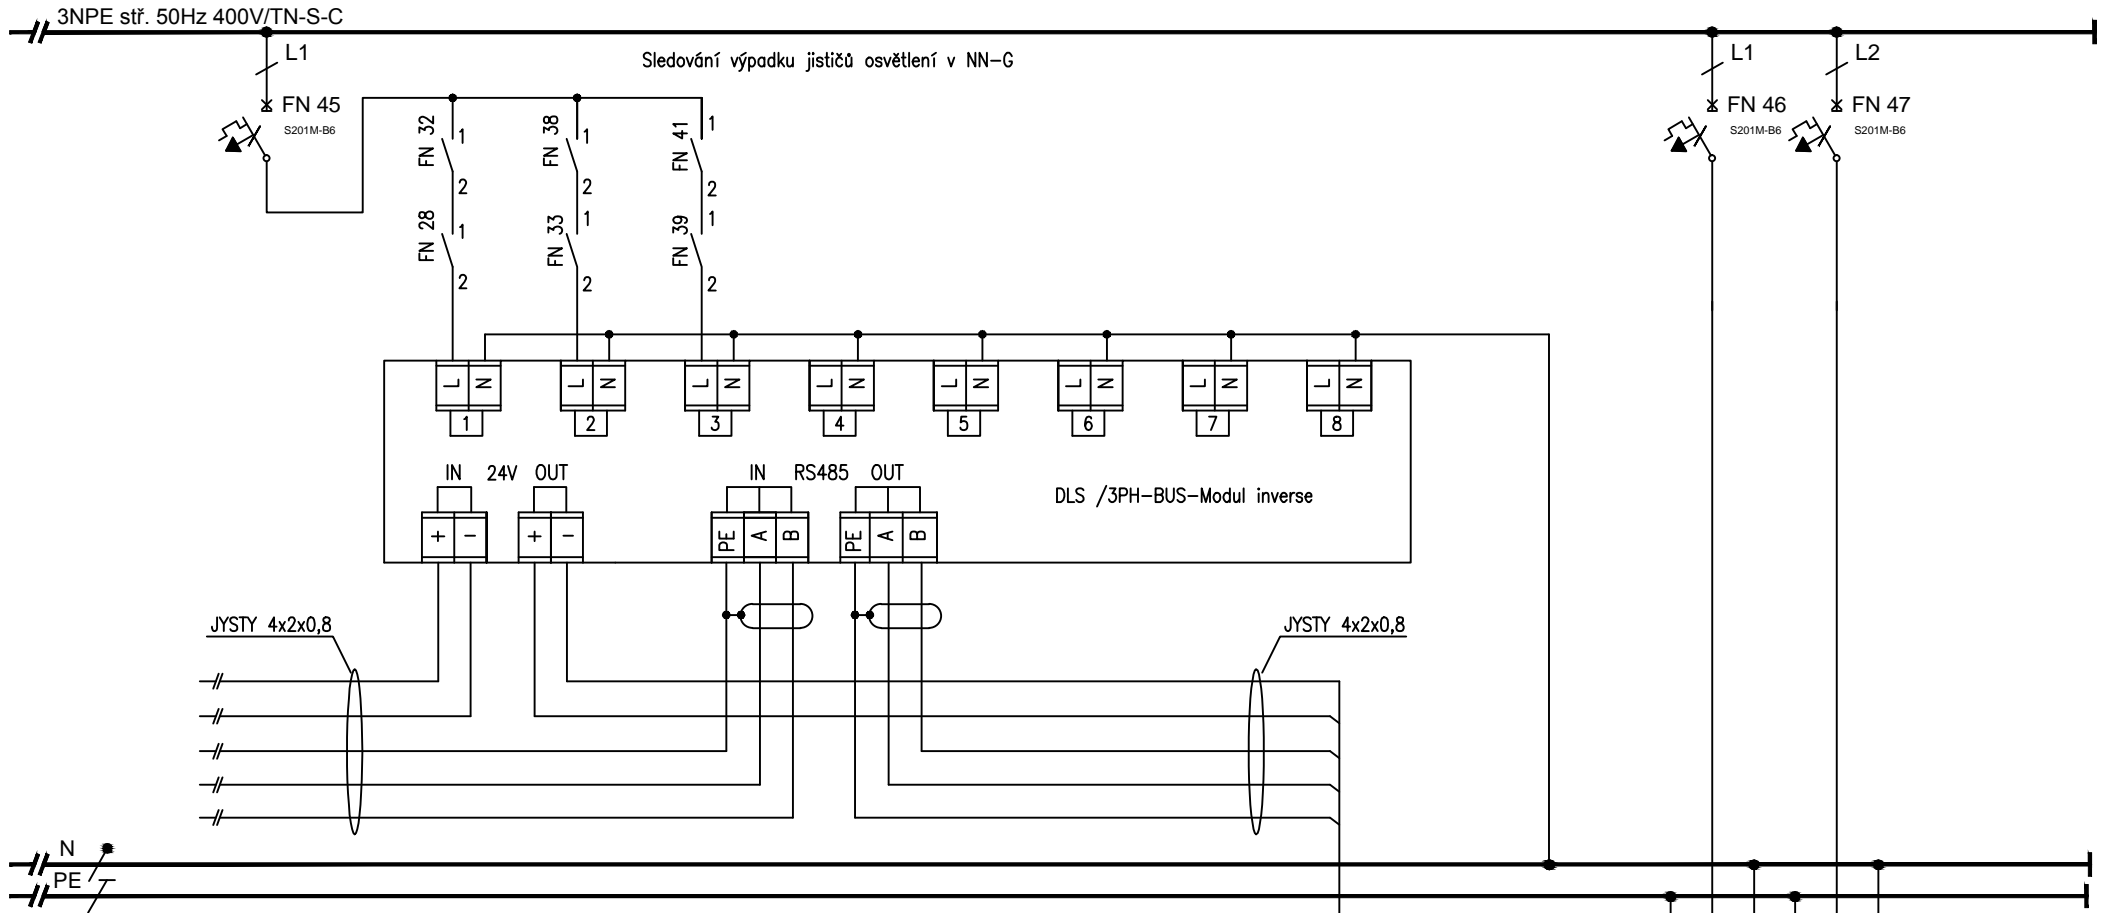 3NPE stř. 50Hz 400V/TN-S-C
L1
Sledování výpadku jističů osvětlení v NN-G
L1
L2
FN 45
S201M-B6
FN 46
S201M-B6
FN 47
S201M-B6
FN 32
1
2
FN 38
1
2
FN 41
1
2
FN 28
1
2
FN 33
1
2
FN 39
1
2
L N
L N
L N
L N
L N
L N
L N
L N
1 2 3 4 5 6 7 8
IN 24V OUT
IN RS485 OUT
DLS /3PH-BUS-Modul inverse
+ - + -
PE A B PE A B
JYSTY 4x2x0,8
JYSTY 4x2x0,8
N
PE